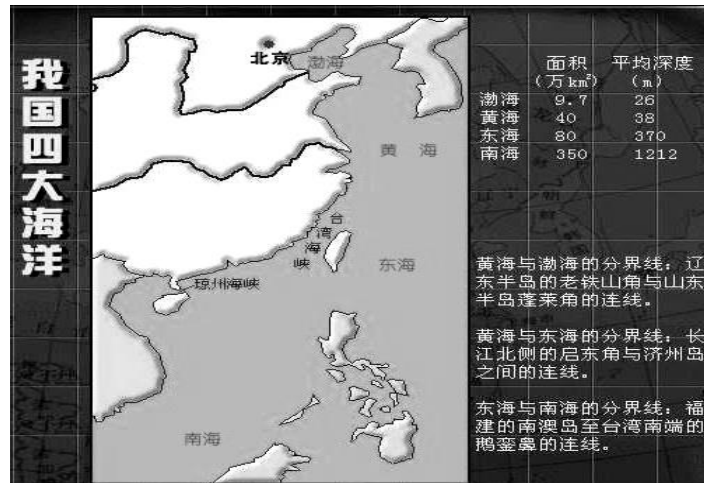 我国四大海洋
北京
渤海
黄 海
台
湾
海
峡
东海
琼州海峡
南海
面积 平均深度
(万km²) (m)
渤海 9.7 26
黄海 40 38
东海 80 370
南海 350 1212
黄海与渤海的分界线：辽
东半岛的老铁山角与山东
半岛蓬莱角的连线。
黄海与东海的分界线：长
江北侧的启东角与济州岛
之间的连线。
东海与南海的分界线：福
建的南澳岛至台湾南端的
鹅銮鼻的连线。